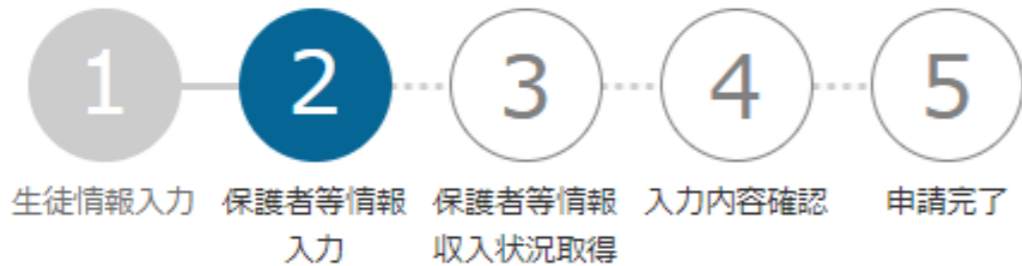 1
2
3
4
5
生徒情報入力
保護者等情報
入力
保護者等情報
収入状況取得
入力内容確認
申請完了